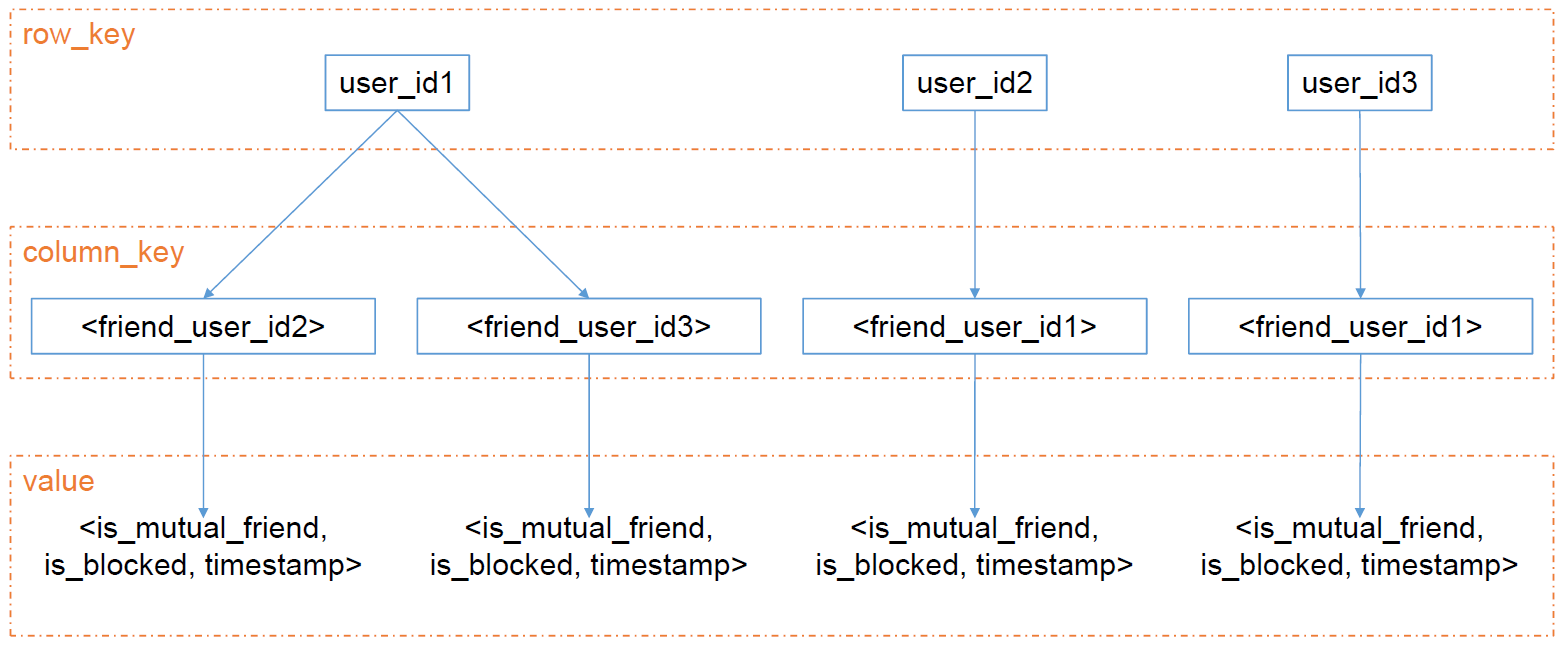 row_key
user_id1
user_id2
user_id3
column_key
<friend_user_id2>
<friend_user_id3>
<friend_user_id1>
<friend_user_id1>
value
<is_mutual_friend,
is_blocked, timestamp>
<is_mutual_friend,
is_blocked, timestamp>
<is_mutual_friend,
is_blocked, timestamp>
<is_mutual_friend,
is_blocked, timestamp>